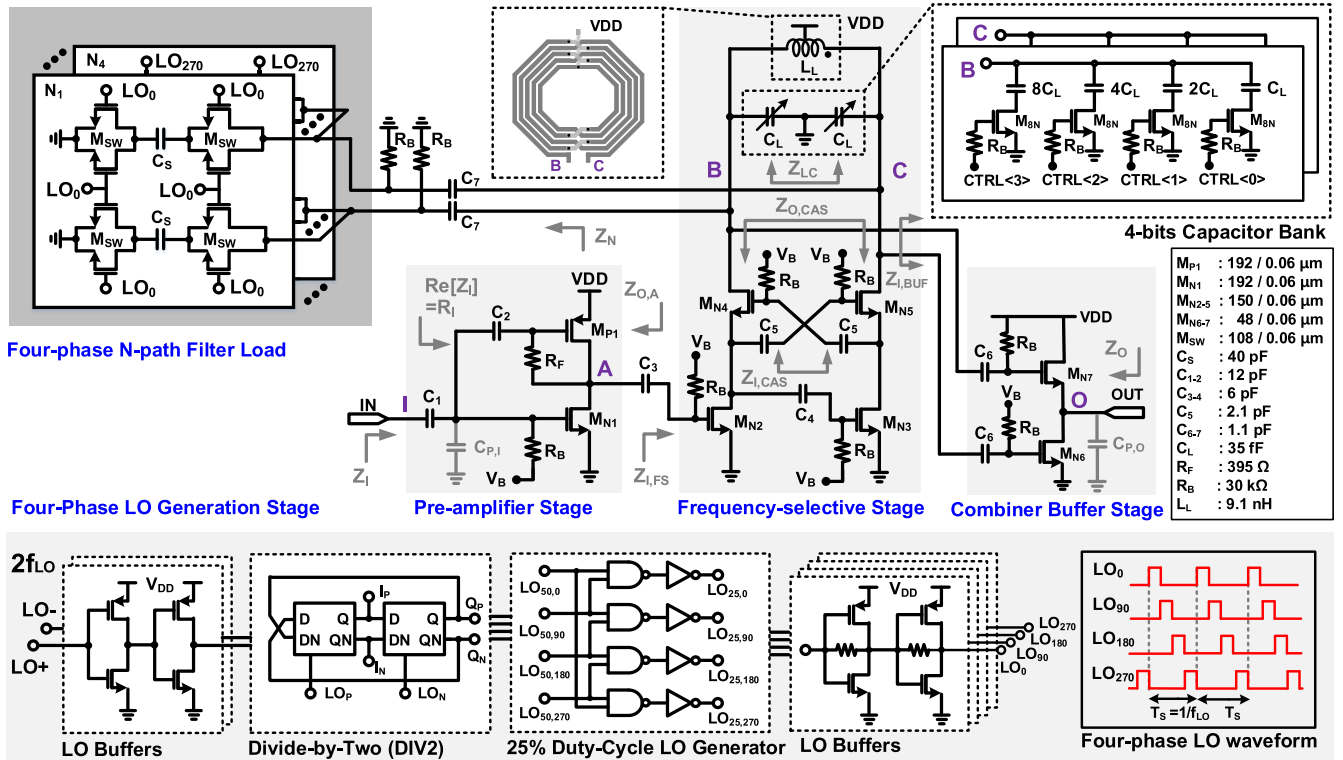 N4
LO270
LO270
N1
LO0
LO0
MSW
CS
MSW
LO0
LO0
MSW
CS
MSW
LO0
LO0
Four-phase N-path Filter Load
RB
RB
C7
C7
ZN
VDD
B
C
VDD
LL
CL
CL
ZLC
B
C
ZO,CAS
ZI,BUF
VB
RB
VB
RB
MN4
MN5
C5
C5
ZI,CAS
VB
RB
C4
MN2
MN3
RB
VB
ZI,FS
Frequency-selective Stage
Re[ZI]
=RI
VDD
ZO,A
C2
MP1
RF
A
C3
IN
I
C1
MN1
CP,I
RB
VB
ZI
Pre-amplifier Stage
C
B
8CL
4CL
2CL
CL
M8N
M8N
M8N
M8N
RB
RB
RB
RB
CTRL<3>
CTRL<2>
CTRL<1>
CTRL<0>
4-bits Capacitor Bank
VDD
C6
RB
ZO
MN7
VB
O
OUT
C6
RB
MN6
CP,O
Combiner Buffer Stage
MP1 : 192 / 0.06 µm
MN1 : 192 / 0.06 µm
MN2-5 : 150 / 0.06 µm
MN6-7 : 48 / 0.06 µm
MSW : 108 / 0.06 µm
CS : 40 pF
C1-2 : 12 pF
C3-4 : 6 pF
C5 : 2.1 pF
C6-7 : 1.1 pF
CL : 35 fF
RF : 395 Ω
RB : 30 kΩ
LL : 9.1 nH
Four-Phase LO Generation Stage
2fLO
LO-
LO+
VDD
LO Buffers
IP
QP
D
Q
D
Q
DN
QN
DN
QN
QN
IN
LOP
LON
Divide-by-Two (DIV2)
LO50,0
LO25,0
LO50,90
LO25,90
LO50,180
LO25,180
LO50,270
LO25,270
25% Duty-Cycle LO Generator
VDD
LO270
LO180
LO90
LO0
LO Buffers
LO0
LO90
LO180
LO270
TS =1/fLO
TS
Four-phase LO waveform